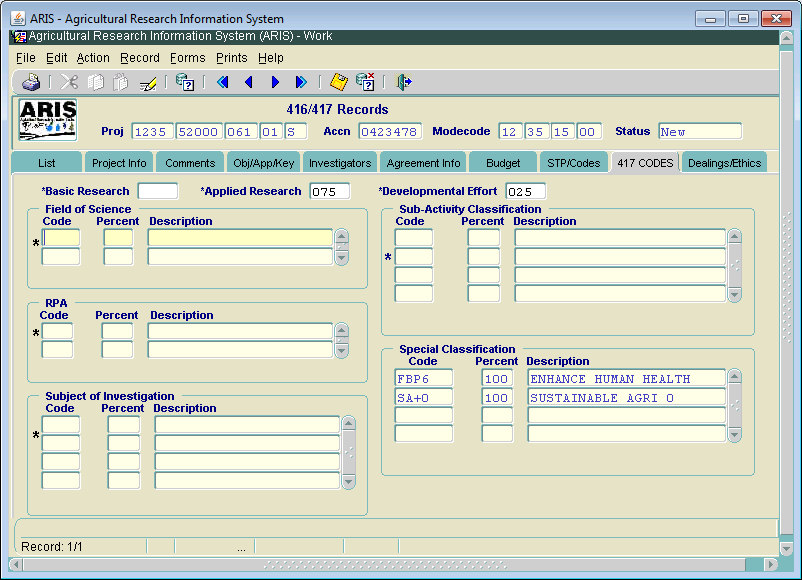 ARIS - Agricultural Research Information System
Agricultural Research Information System (ARIS) - Work
File Edit Action Record Forms Prints Help
ARIS
416/417 Records
Proj 1235 52000 061 01 S Accn 0423478 Modecode 12 35 15 00 Status New
List Project Info Comments Obj/App/Key Investigators Agreement Info Budget STP/Codes 417 CODES Dealings/Ethics
*Basic Research *Applied Research 075 *Developmental Effort 025
Field of Science
Code Percent Description
*
Sub-Activity Classification
Code Percent Description
*
RPA
Code Percent Description
*
Special Classification
Code Percent Description
FBP6 100 ENHANCE HUMAN HEALTH
SA+O 100 SUSTAINABLE AGRI O
Subject of Investigation
Code Percent Description
*
Record: 1/1 ...